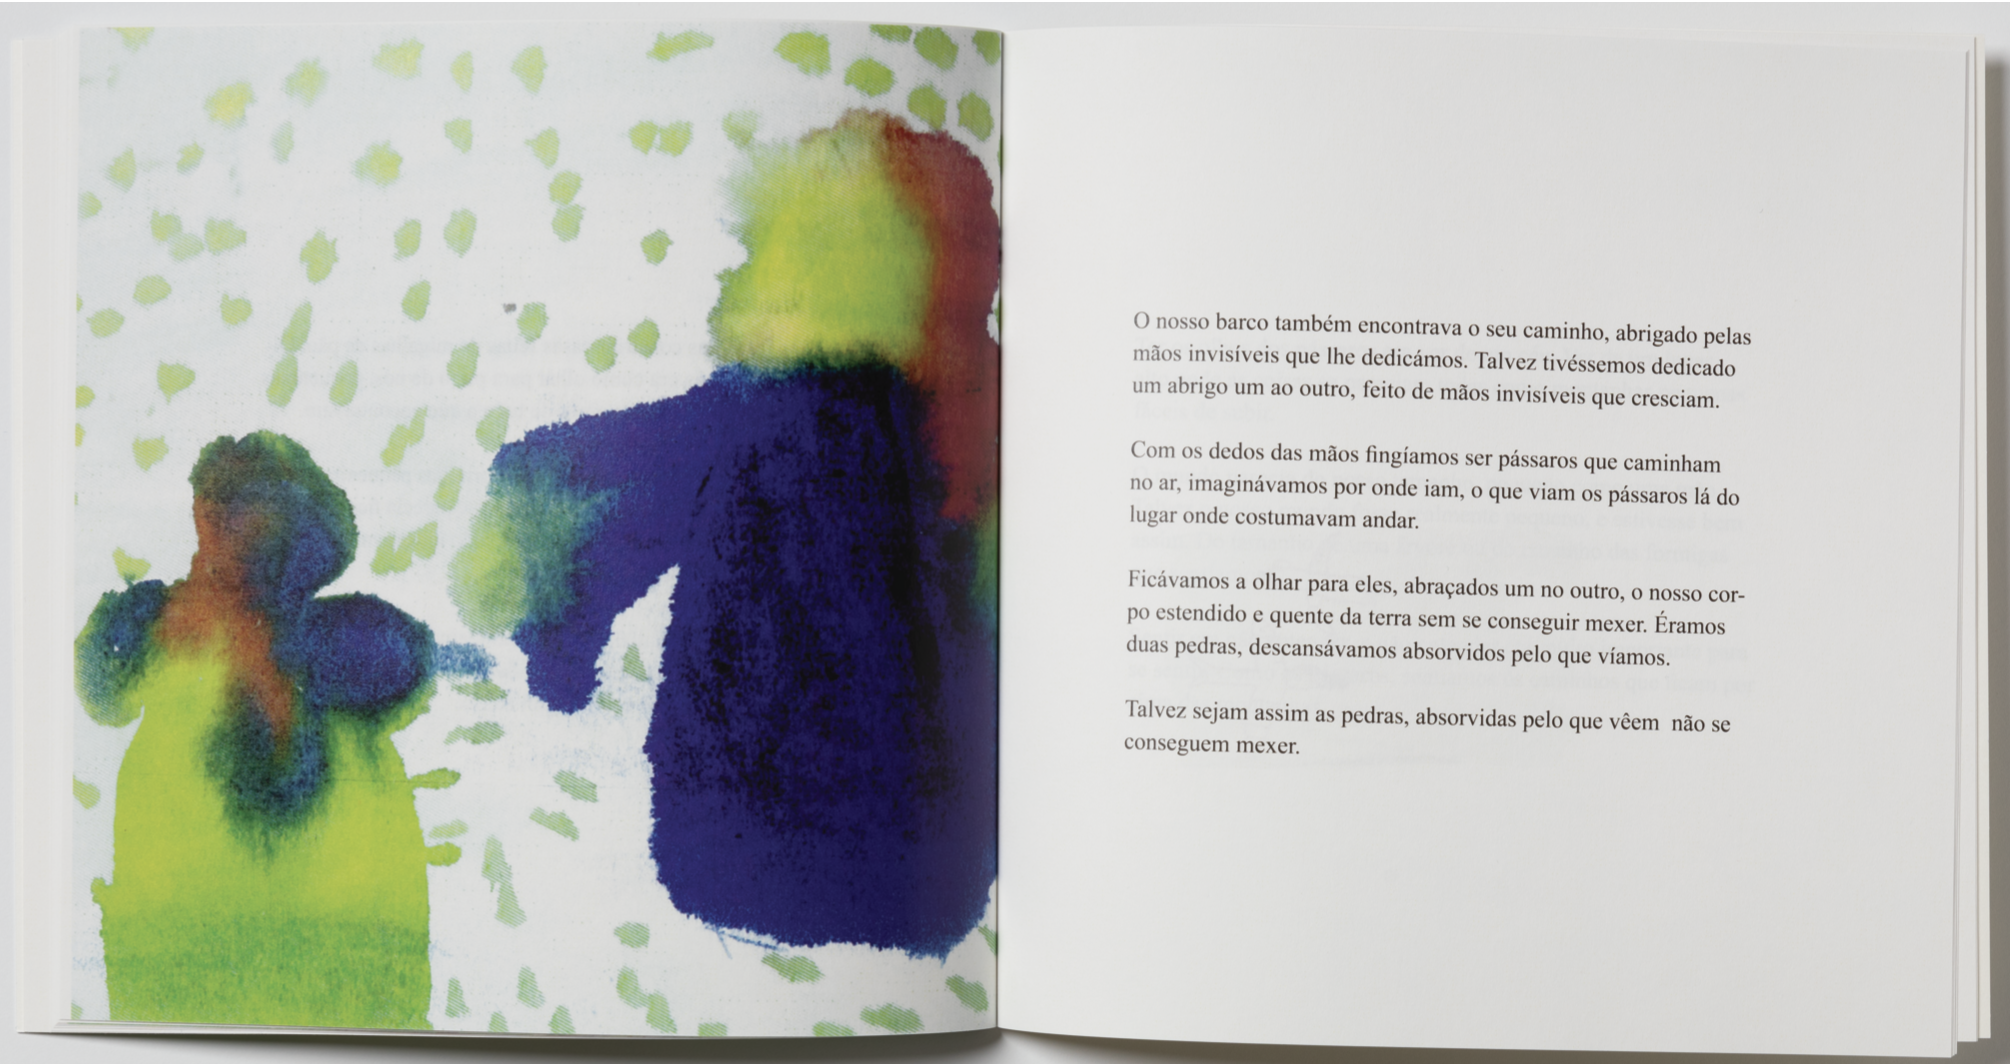 O nosso barco também encontrava o seu caminho, abrigado pelas
mãos invisíveis que lhe dedicámos. Talvez tivéssemos dedicado
um abrigo um ao outro, feito de mãos invisíveis que cresciam.
Com os dedos das mãos fingíamos ser pássaros que caminham
no ar, imaginávamos por onde iam, o que viam os pássaros lá do
lugar onde costumavam andar.
Ficávamos a olhar para eles, abraçados um no outro, o nosso cor-
po estendido e quente da terra sem se conseguir mexer. Éramos
duas pedras, descansávamos absorvidos pelo que víamos.
Talvez sejam assim as pedras, absorvidas pelo que vêem  não se
conseguem mexer.